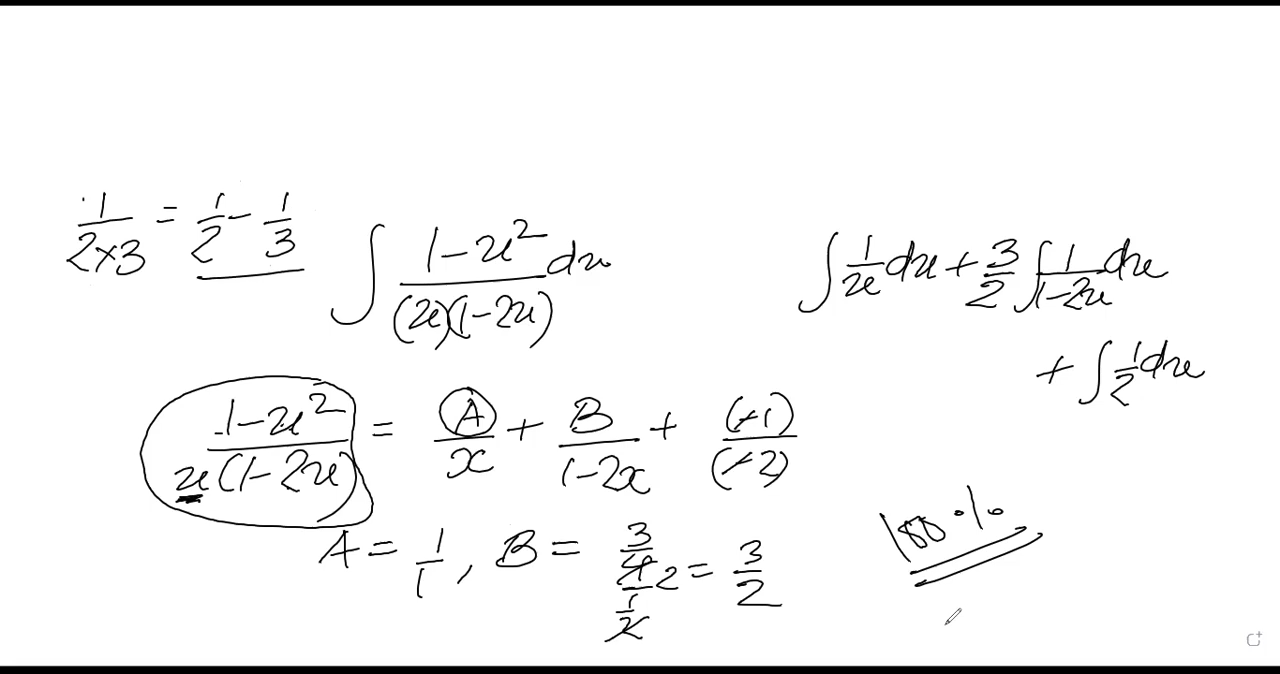 1/(2×3) = 1/2 - 1/3
∫ (1-x²)/((x)(1-2x)) dx
∫ 1/x dx + 3/2 ∫ 1/(1-2x) dx
+ ∫ 1/2 dx
(1-x²)/(x(1-2x)) = A/x + B/(1-2x) + (-1)/(-2)
A = 1/1, B = (3/4)/(1/2) 2 = 3/2
100%